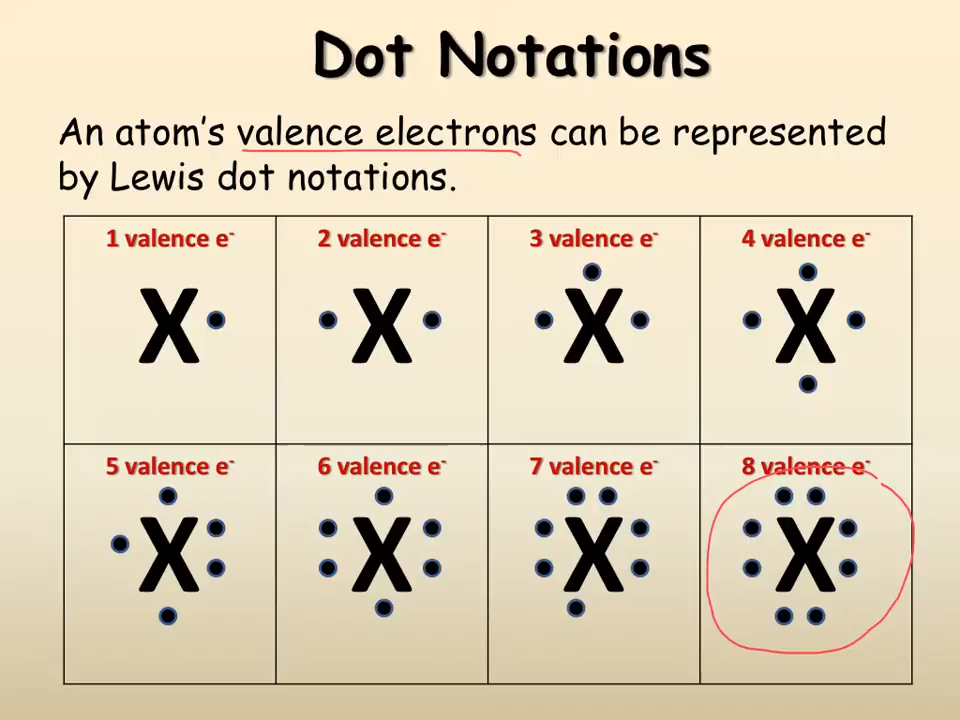 Dot Notations
An atom's valence electrons can be represented
by Lewis dot notations.
1 valence e⁻
2 valence e⁻
3 valence e⁻
4 valence e⁻
X
X
X
X
5 valence e⁻
6 valence e⁻
7 valence e⁻
8 valence e⁻
X
X
X
X